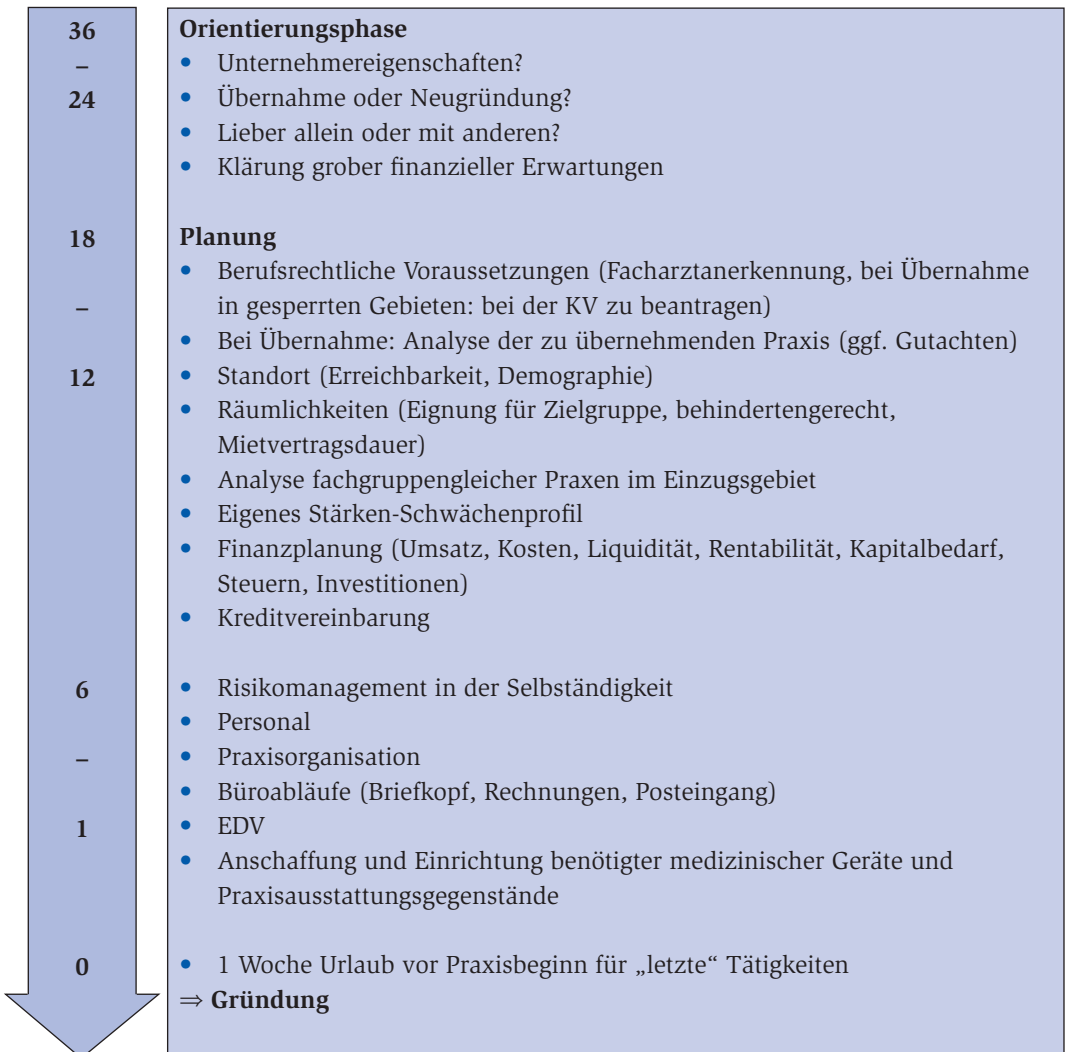 36
–
24
18
–
12
6
–
1
0
Orientierungsphase
• Unternehmereigenschaften?
• Übernahme oder Neugründung?
• Lieber allein oder mit anderen?
• Klärung grober finanzieller Erwartungen
Planung
• Berufsrechtliche Voraussetzungen (Facharztanerkennung, bei Übernahme
in gesperrten Gebieten: bei der KV zu beantragen)
• Bei Übernahme: Analyse der zu übernehmenden Praxis (ggf. Gutachten)
• Standort (Erreichbarkeit, Demographie)
• Räumlichkeiten (Eignung für Zielgruppe, behindertengerecht,
Mietvertragsdauer)
• Analyse fachgruppengleicher Praxen im Einzugsgebiet
• Eigenes Stärken-Schwächenprofil
• Finanzplanung (Umsatz, Kosten, Liquidität, Rentabilität, Kapitalbedarf,
Steuern, Investitionen)
• Kreditvereinbarung
• Risikomanagement in der Selbständigkeit
• Personal
• Praxisorganisation
• Büroabläufe (Briefkopf, Rechnungen, Posteingang)
• EDV
• Anschaffung und Einrichtung benötigter medizinischer Geräte und
Praxisausstattungsgegenstände
• 1 Woche Urlaub vor Praxisbeginn für „letzte“ Tätigkeiten
⇒ Gründung